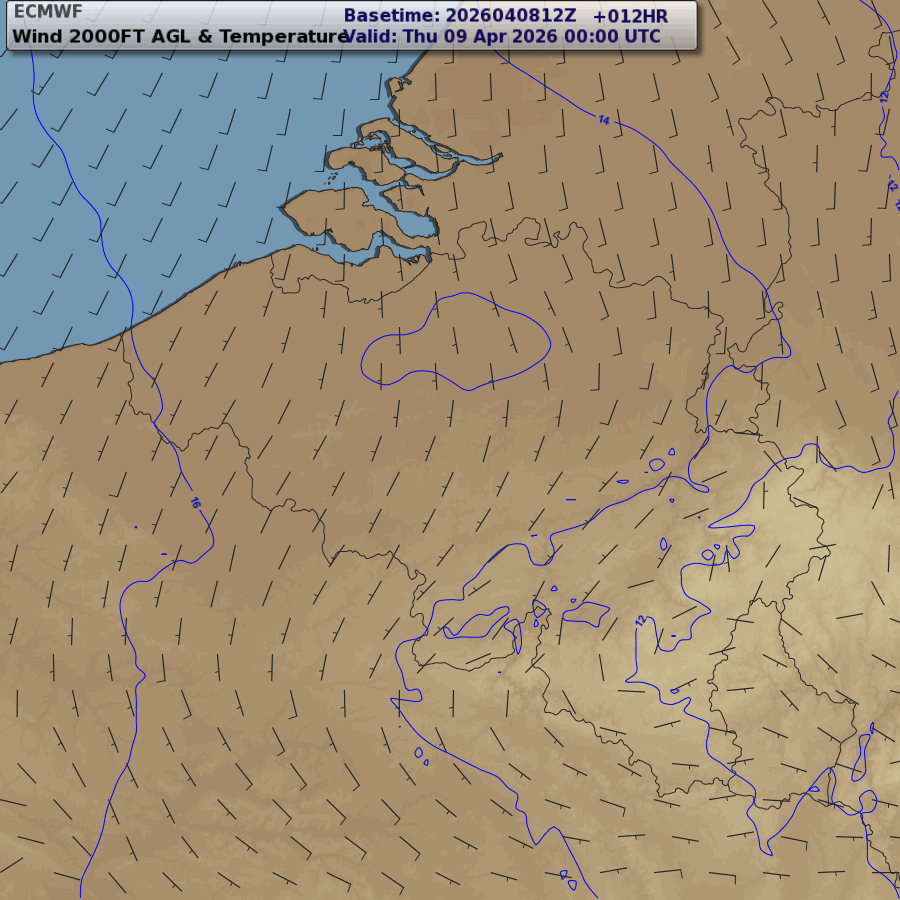 ECMWF
Basetime: 2026040812Z +012HR
Wind 2000FT AGL & Temperature
Valid: Thu 09 Apr 2026 00:00 UTC
14
12
12
16
12